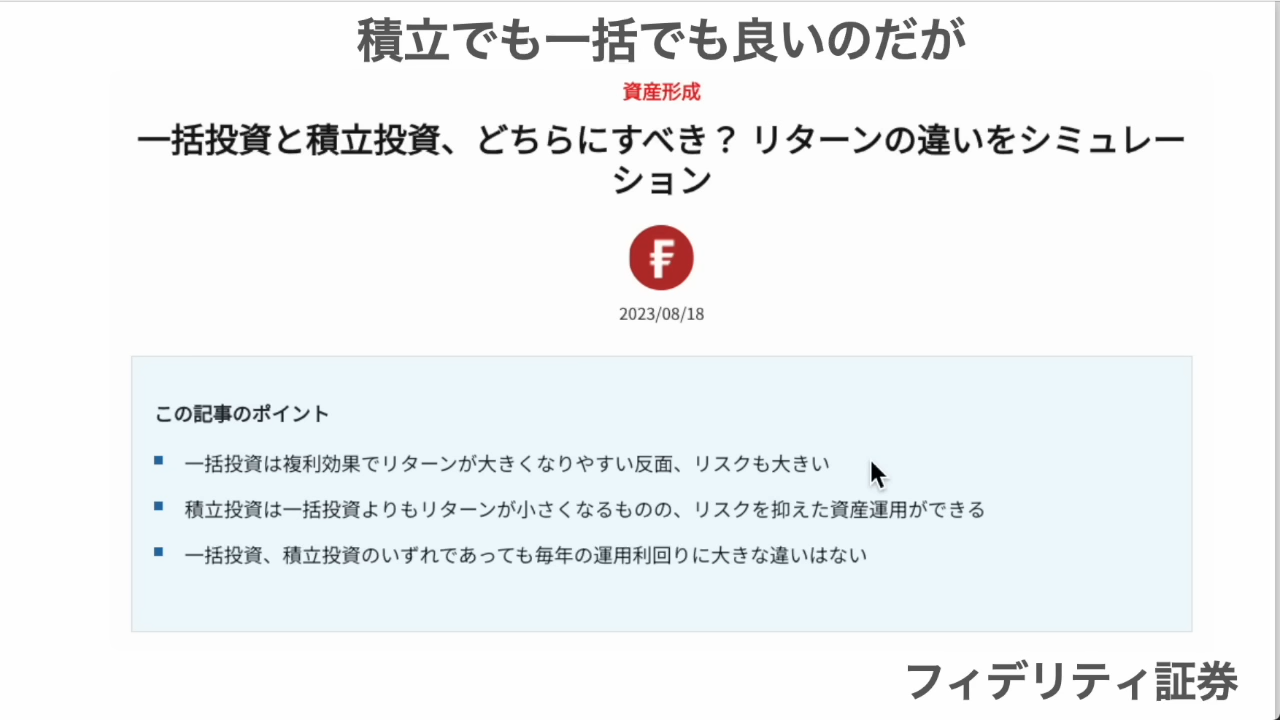 積立でも一括でも良いのだが
資産形成
一括投資と積立投資、どちらにすべき？ リターンの違いをシミュレー
ション
2023/08/18
この記事のポイント
一括投資は複利効果でリターンが大きくなりやすい反面、リスクも大きい
積立投資は一括投資よりもリターンが小さくなるものの、リスクを抑えた資産運用ができる
一括投資、積立投資のいずれであっても毎年の運用利回りに大きな違いはない
フィデリティ証券